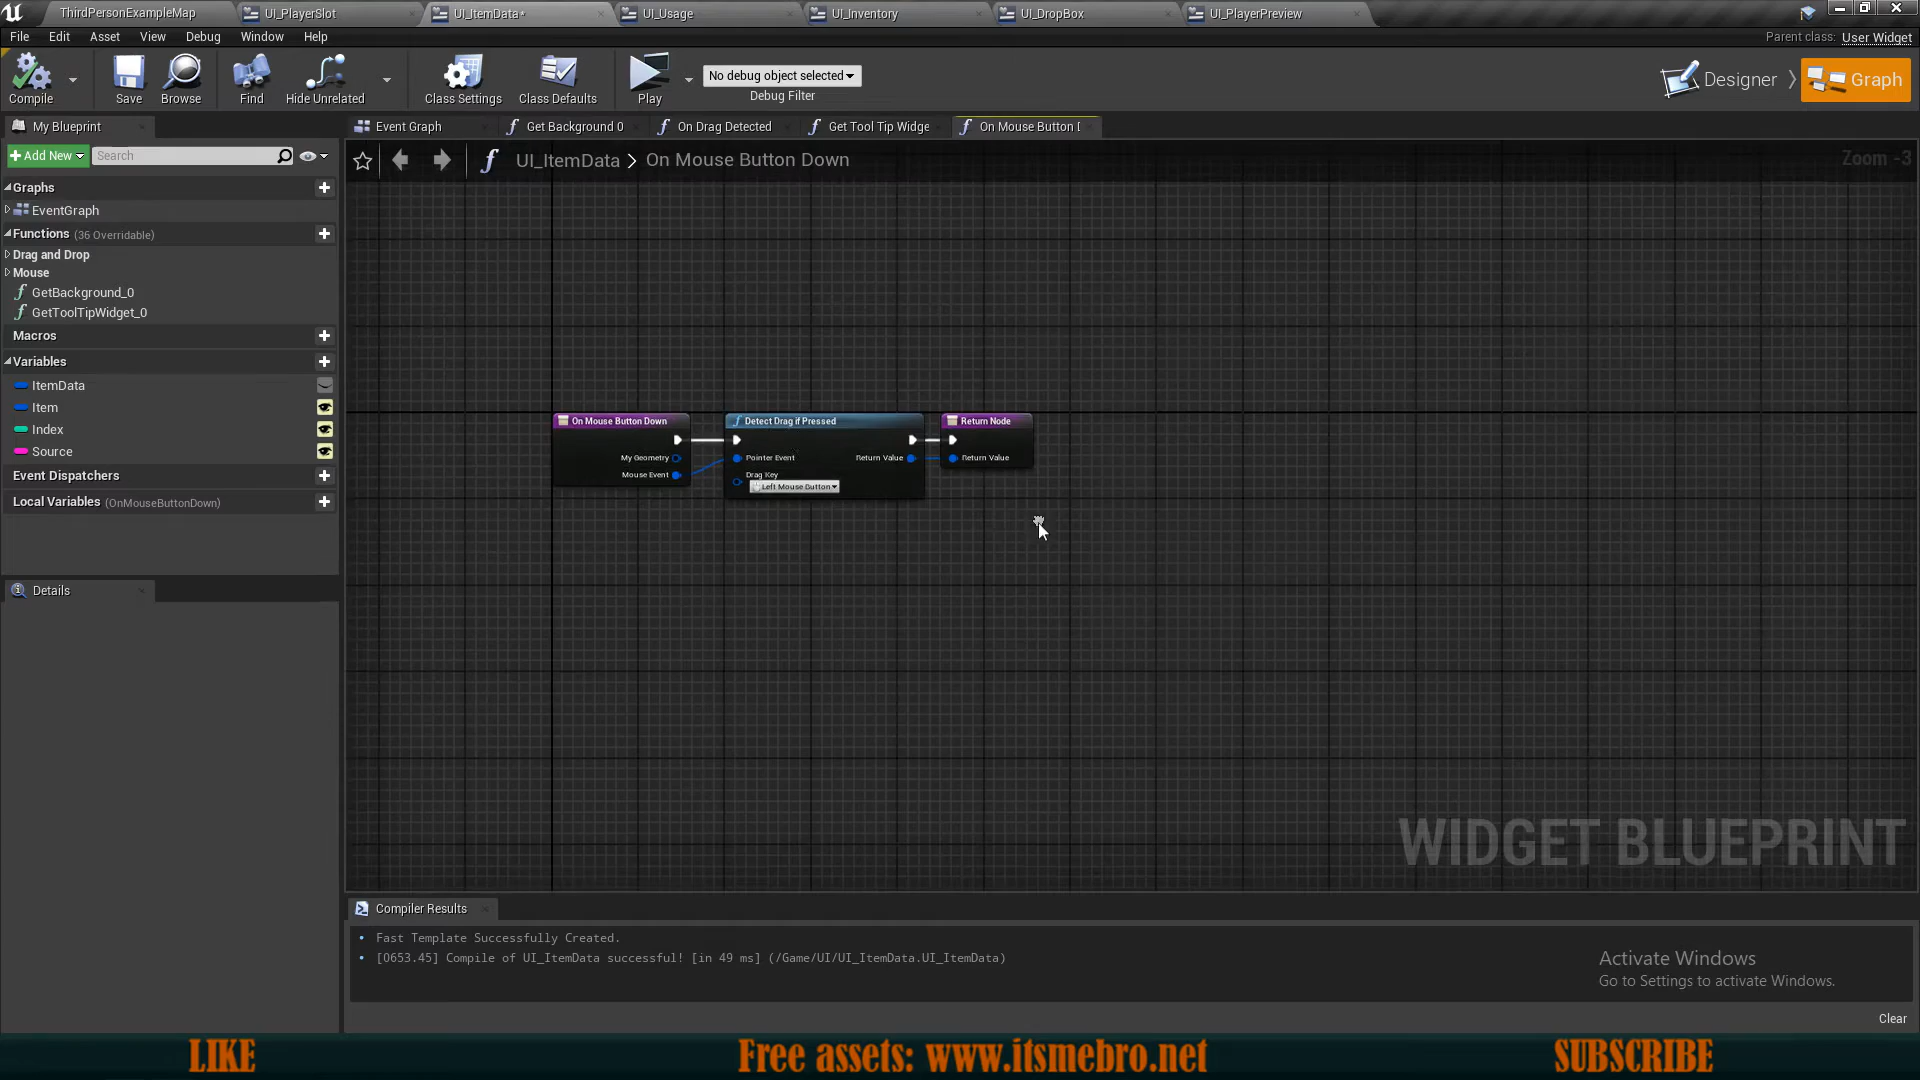 ThirdPersonExampleMap
UI_PlayerSlot
UI_ItemData*
UI_Usage
UI_Inventory
UI_DropBox
UI_PlayerPreview
File
Edit
Asset
View
Debug
Window
Help
Parent class: User Widget
Compile
Save
Browse
Find
Hide Unrelated
Class Settings
Class Defaults
Play
No debug object selected
Debug Filter
Designer
Graph
My Blueprint
Event Graph
Get Background 0
On Drag Detected
Get Tool Tip Widge
On Mouse Button D
Add New
Search
UI_ItemData > On Mouse Button Down
Zoom -3
Graphs
EventGraph
Functions (36 Overridable)
Drag and Drop
Mouse
GetBackground_0
GetToolTipWidget_0
Macros
Variables
ItemData
Item
Index
Source
Event Dispatchers
Local Variables (OnMouseButtonDown)
Details
On Mouse Button Down
My Geometry
Mouse Event
Detect Drag if Pressed
Pointer Event
Return Value
Drag Key
Left Mouse Button
Return Node
Return Value
WIDGET BLUEPRINT
Compiler Results
• Fast Template Successfully Created.
• [0653.45] Compile of UI_ItemData successful! [in 49 ms] (/Game/UI/UI_ItemData.UI_ItemData)
Activate Windows
Go to Settings to activate Windows.
Clear
LIKE
Free assets: www.itsmebro.net
SUBSCRIBE